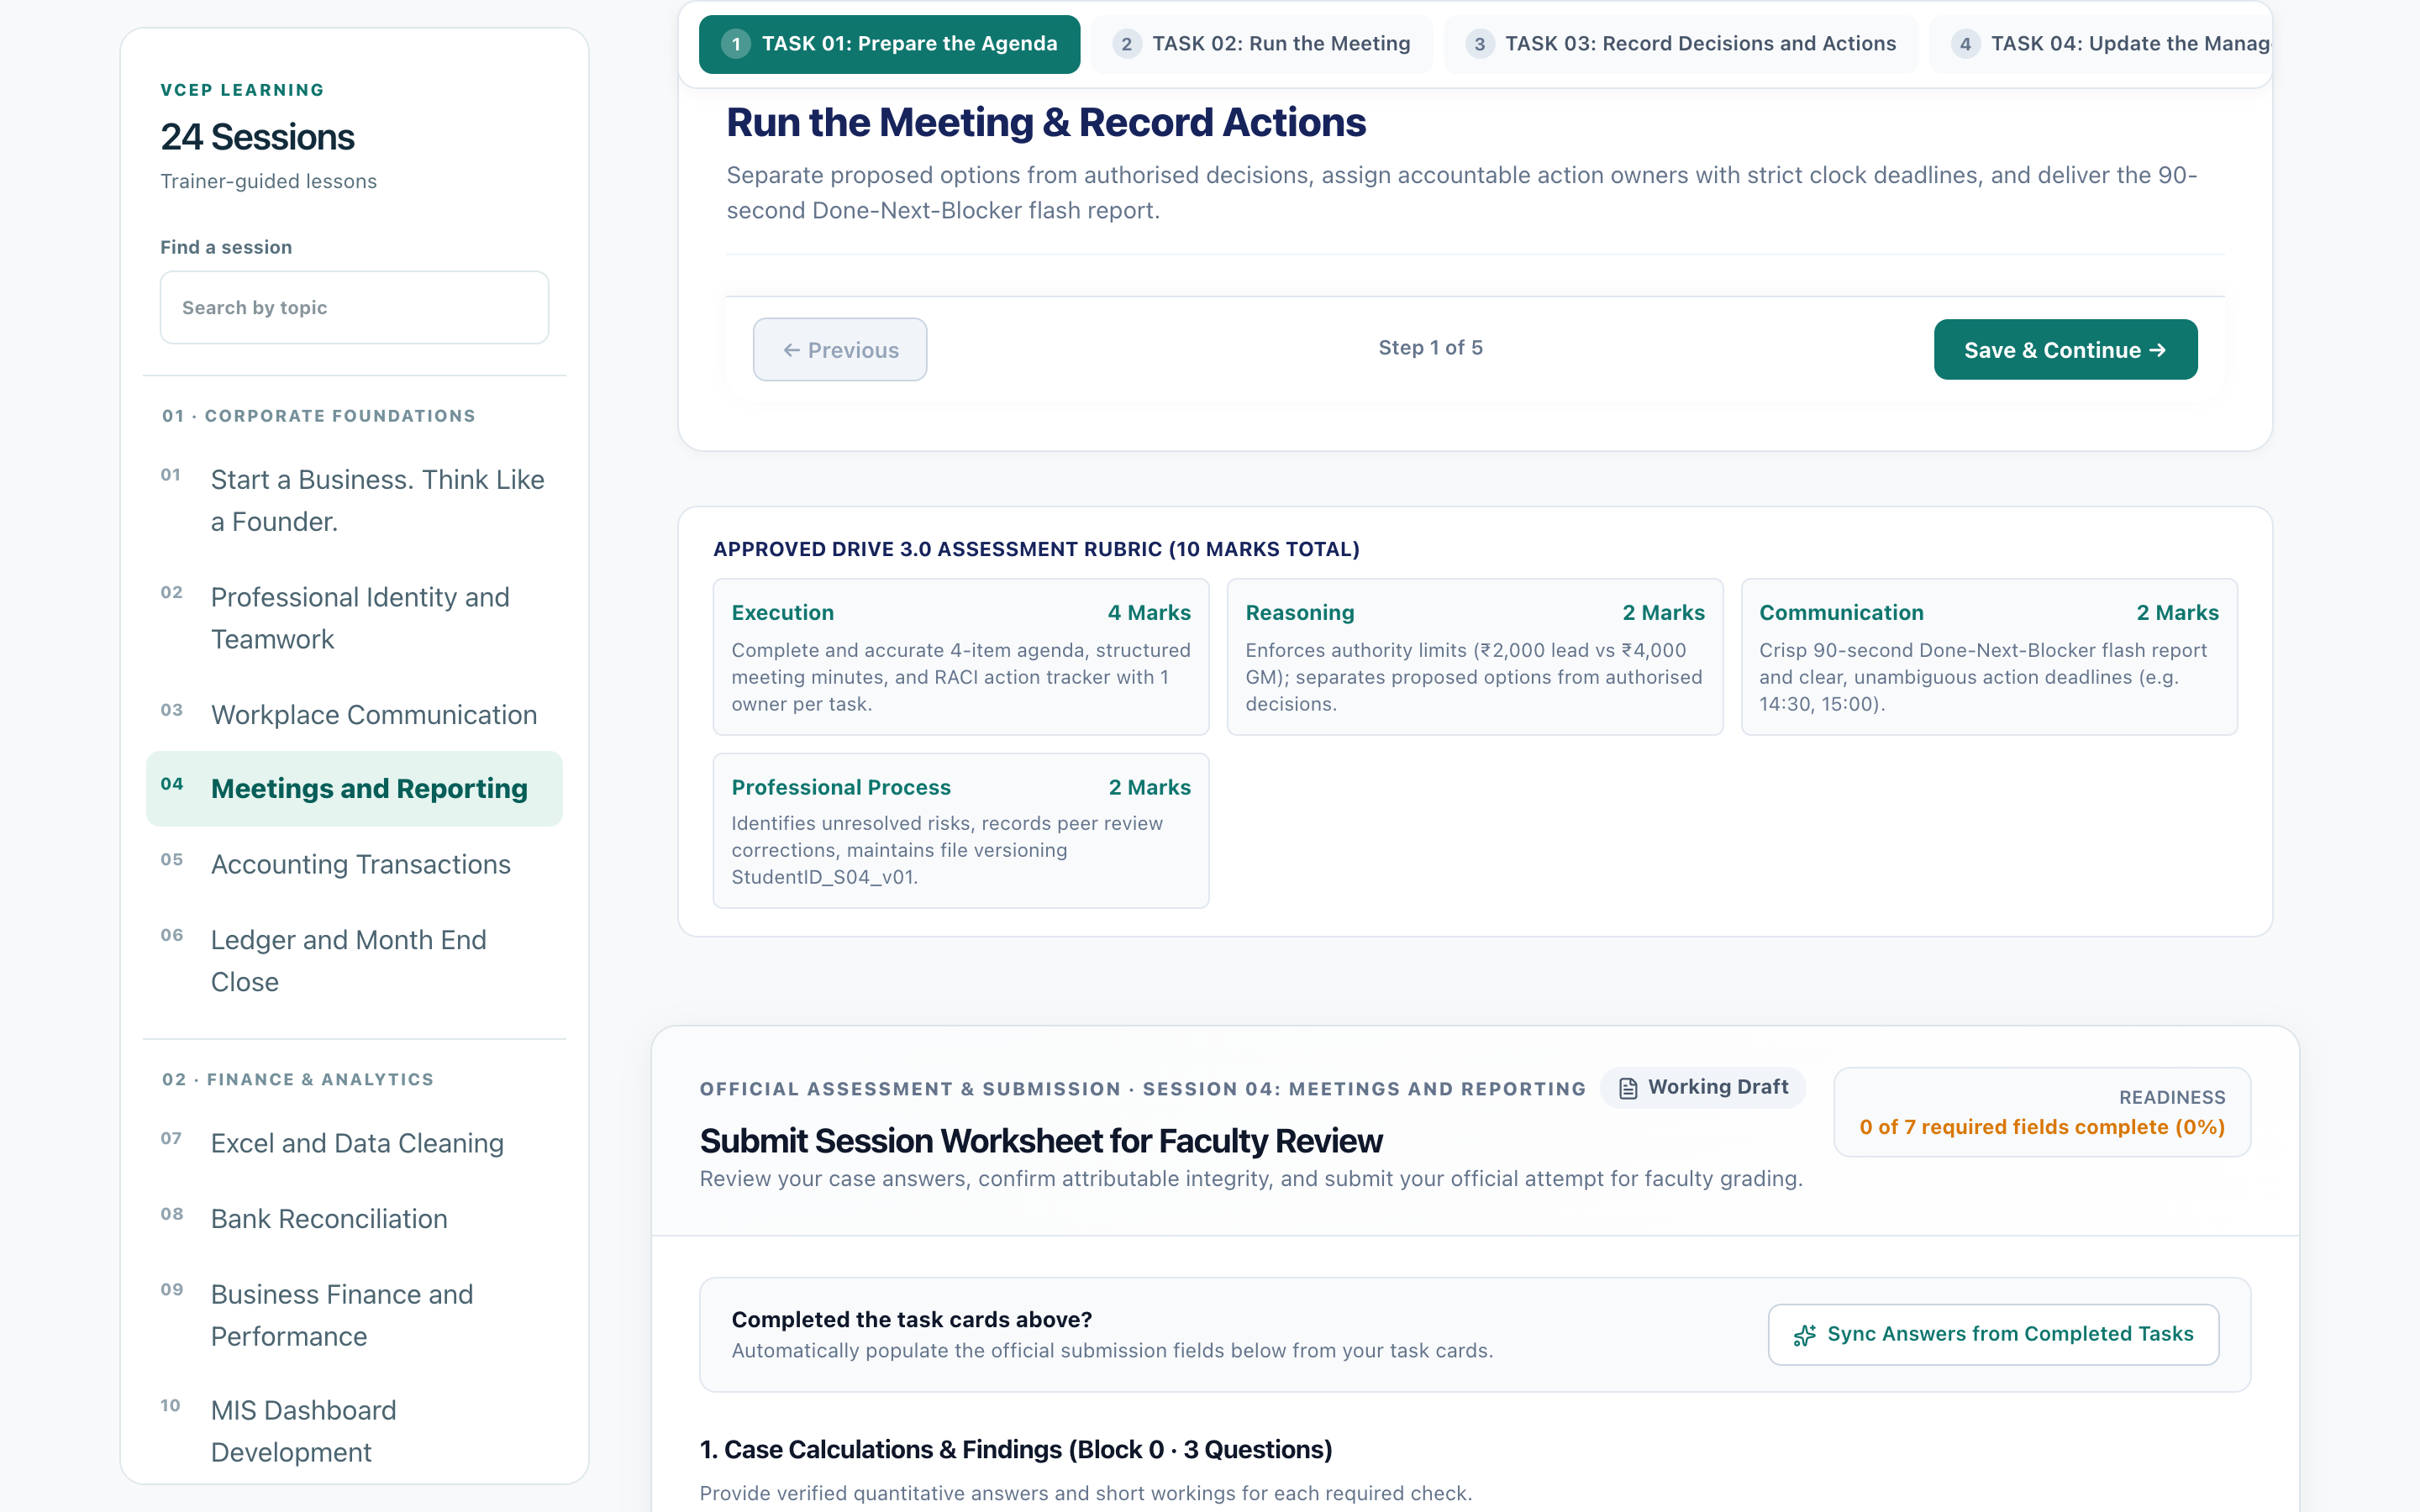 VCEP LEARNING
24 Sessions
Trainer-guided lessons
Find a session
Search by topic
01 · CORPORATE FOUNDATIONS
01 Start a Business. Think Like
a Founder.
02 Professional Identity and
Teamwork
03 Workplace Communication
04 Meetings and Reporting
05 Accounting Transactions
06 Ledger and Month End
Close
02 · FINANCE & ANALYTICS
07 Excel and Data Cleaning
08 Bank Reconciliation
09 Business Finance and
Performance
10 MIS Dashboard
Development
1 TASK 01: Prepare the Agenda
2 TASK 02: Run the Meeting
3 TASK 03: Record Decisions and Actions
4 TASK 04: Update the Manag
Run the Meeting & Record Actions
Separate proposed options from authorised decisions, assign accountable action owners with strict clock deadlines, and deliver the 90-
second Done-Next-Blocker flash report.
← Previous
Step 1 of 5
Save & Continue →
APPROVED DRIVE 3.0 ASSESSMENT RUBRIC (10 MARKS TOTAL)
Execution 4 Marks
Complete and accurate 4-item agenda, structured
meeting minutes, and RACI action tracker with 1
owner per task.
Reasoning 2 Marks
Enforces authority limits (₹2,000 lead vs ₹4,000
GM); separates proposed options from authorised
decisions.
Communication 2 Marks
Crisp 90-second Done-Next-Blocker flash report
and clear, unambiguous action deadlines (e.g.
14:30, 15:00).
Professional Process 2 Marks
Identifies unresolved risks, records peer review
corrections, maintains file versioning
StudentID_S04_v01.
OFFICIAL ASSESSMENT & SUBMISSION · SESSION 04: MEETINGS AND REPORTING
Working Draft
READINESS
0 of 7 required fields complete (0%)
Submit Session Worksheet for Faculty Review
Review your case answers, confirm attributable integrity, and submit your official attempt for faculty grading.
Completed the task cards above?
Automatically populate the official submission fields below from your task cards.
Sync Answers from Completed Tasks
1. Case Calculations & Findings (Block 0 · 3 Questions)
Provide verified quantitative answers and short workings for each required check.